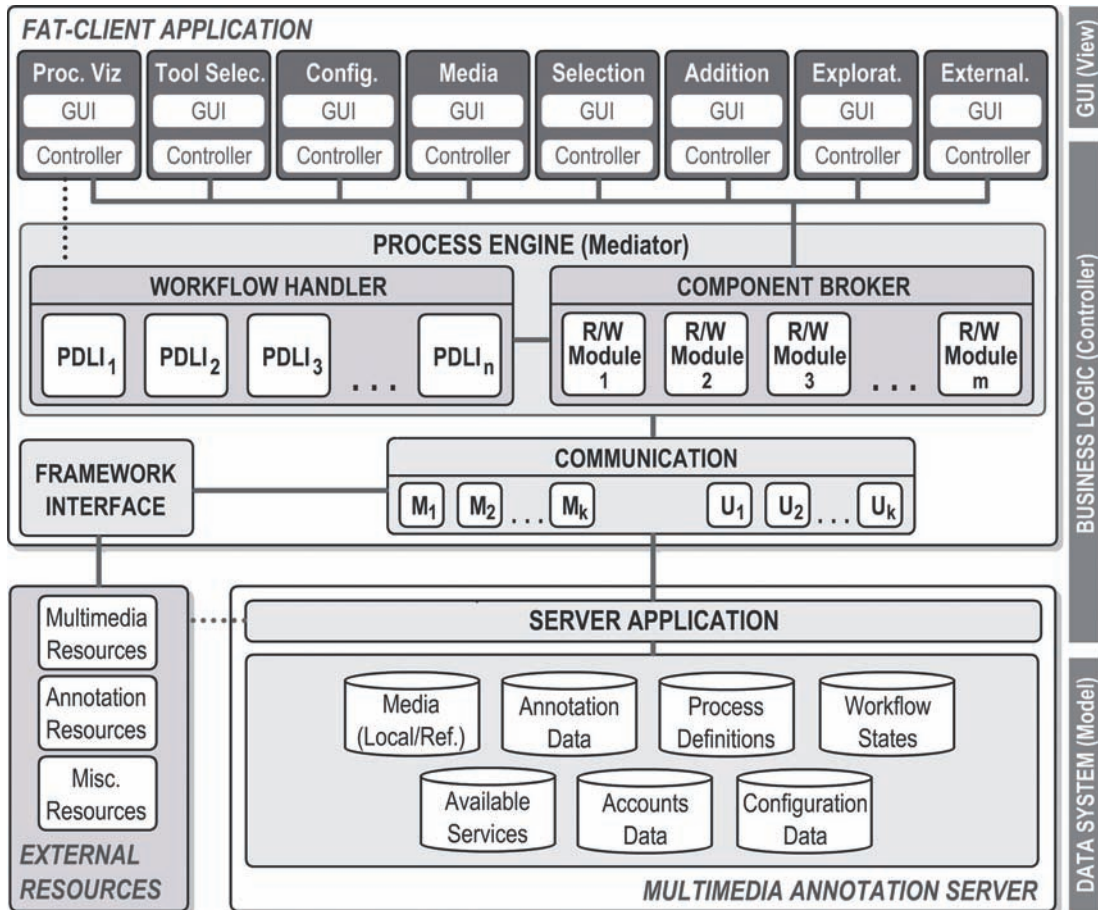 FAT-CLIENT APPLICATION
Proc. Viz
GUI
Controller
Tool Selec.
GUI
Controller
Config.
GUI
Controller
Media
GUI
Controller
Selection
GUI
Controller
Addition
GUI
Controller
Explorat.
GUI
Controller
External.
GUI
Controller
PROCESS ENGINE (Mediator)
WORKFLOW HANDLER
PDLI1
PDLI2
PDLI3
. . .
PDLIn
COMPONENT BROKER
R/W
Module
1
R/W
Module
2
R/W
Module
3
. . .
R/W
Module
m
FRAMEWORK
INTERFACE
COMMUNICATION
M1
M2
. . .
Mk
U1
U2
. . .
Uk
Multimedia
Resources
Annotation
Resources
Misc.
Resources
EXTERNAL
RESOURCES
SERVER APPLICATION
Media
(Local/Ref.)
Annotation
Data
Process
Definitions
Workflow
States
Available
Services
Accounts
Data
Configuration
Data
MULTIMEDIA ANNOTATION SERVER
GUI (View)
BUSINESS LOGIC (Controller)
DATA SYSTEM (Model)